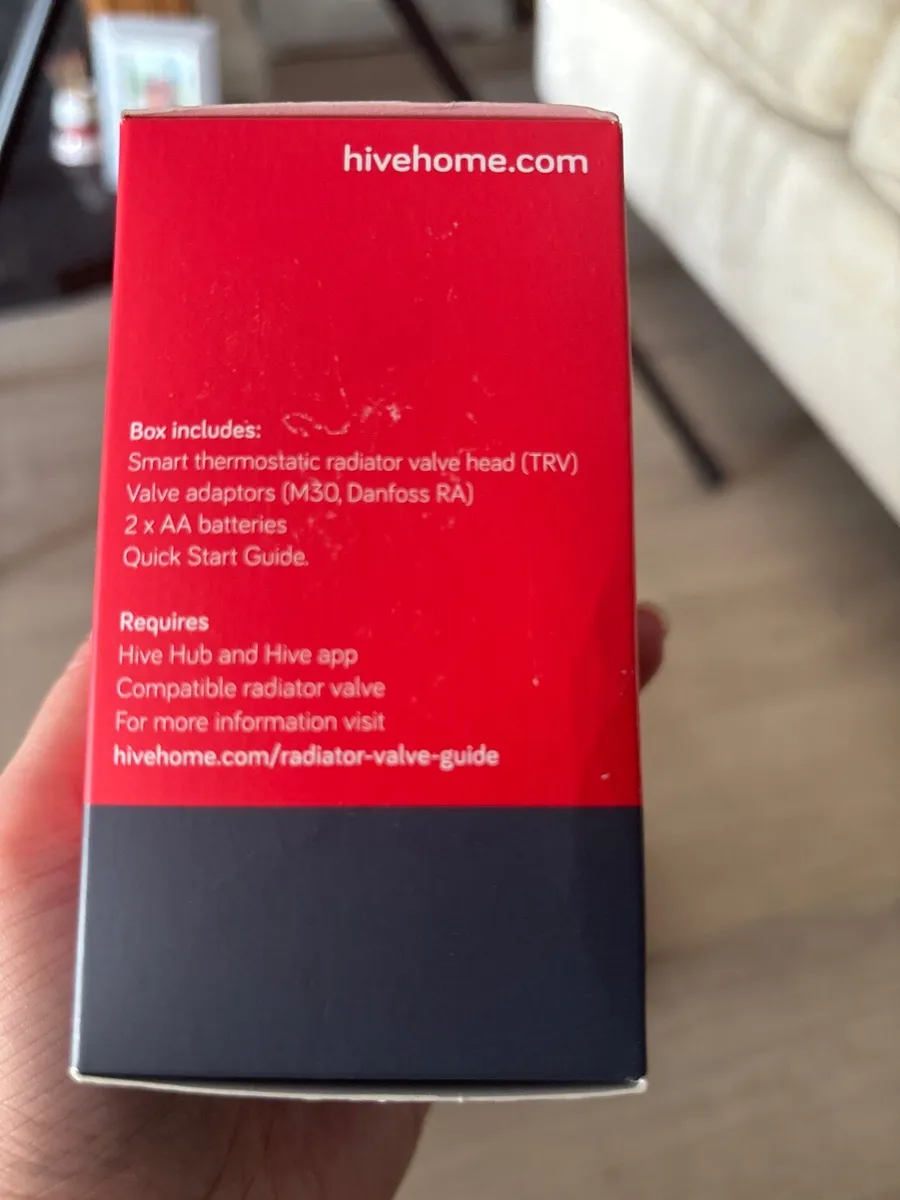 hivehome.com
Box includes:
Smart thermostatic radiator valve head (TRV)
Valve adaptors (M30, Danfoss RA)
2 x AA batteries
Quick Start Guide.
Requires
Hive Hub and Hive app
Compatible radiator valve
For more information visit
hivehome.com/radiator-valve-guide